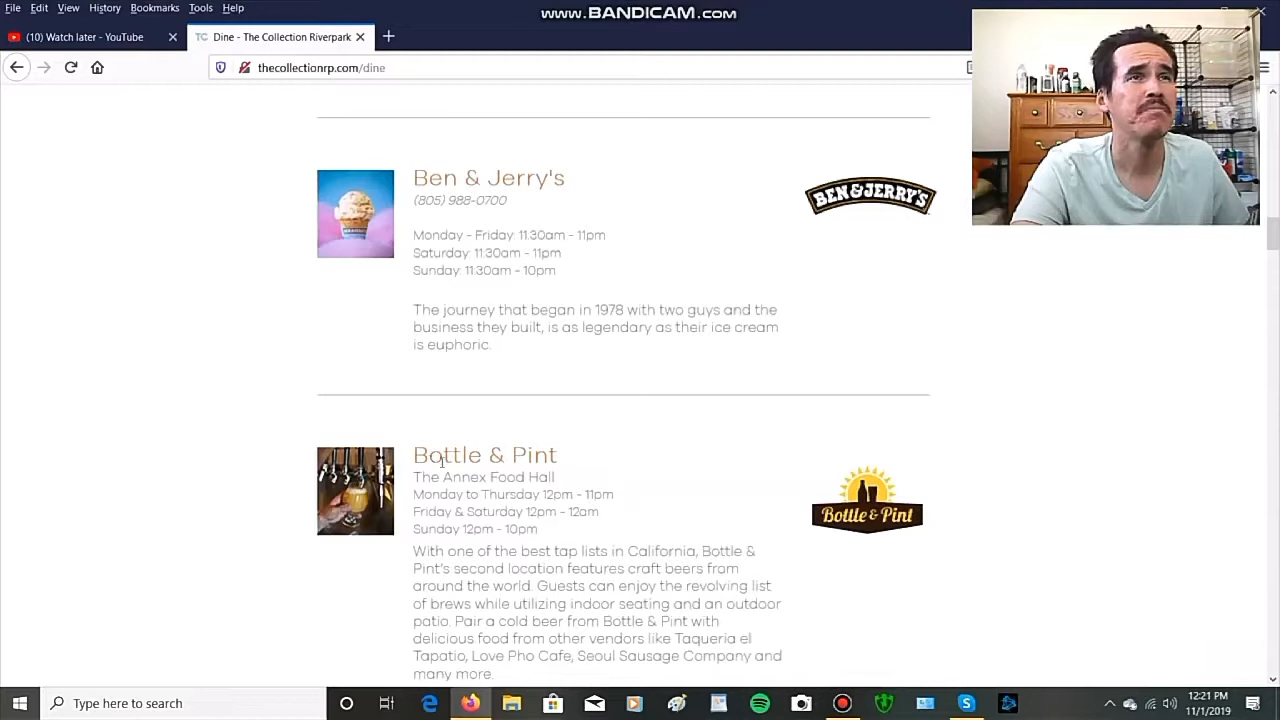 File Edit View History Bookmarks Tools Help
www.BANDICAM.com
(10) Watch later - YouTube
TC Dine - The Collection Riverpark
thecollectionrp.com/dine
Ben & Jerry's
(805) 988-0700
BEN & JERRY'S
Monday - Friday: 11:30am - 11pm
Saturday: 11:30am - 11pm
Sunday: 11:30am - 10pm
The journey that began in 1978 with two guys and the
business they built, is as legendary as their ice cream
is euphoric.
Bottle & Pint
The Annex Food Hall
Monday to Thursday 12pm - 11pm
Friday & Saturday 12pm - 12am
Sunday 12pm - 10pm
Bottle & Pint
With one of the best tap lists in California, Bottle &
Pint's second location features craft beers from
around the world. Guests can enjoy the revolving list
of brews while utilizing indoor seating and an outdoor
patio. Pair a cold beer from Bottle & Pint with
delicious food from other vendors like Taqueria el
Tapatio, Love Pho Cafe, Seoul Sausage Company and
many more.
Type here to search
12:21 PM
11/1/2019